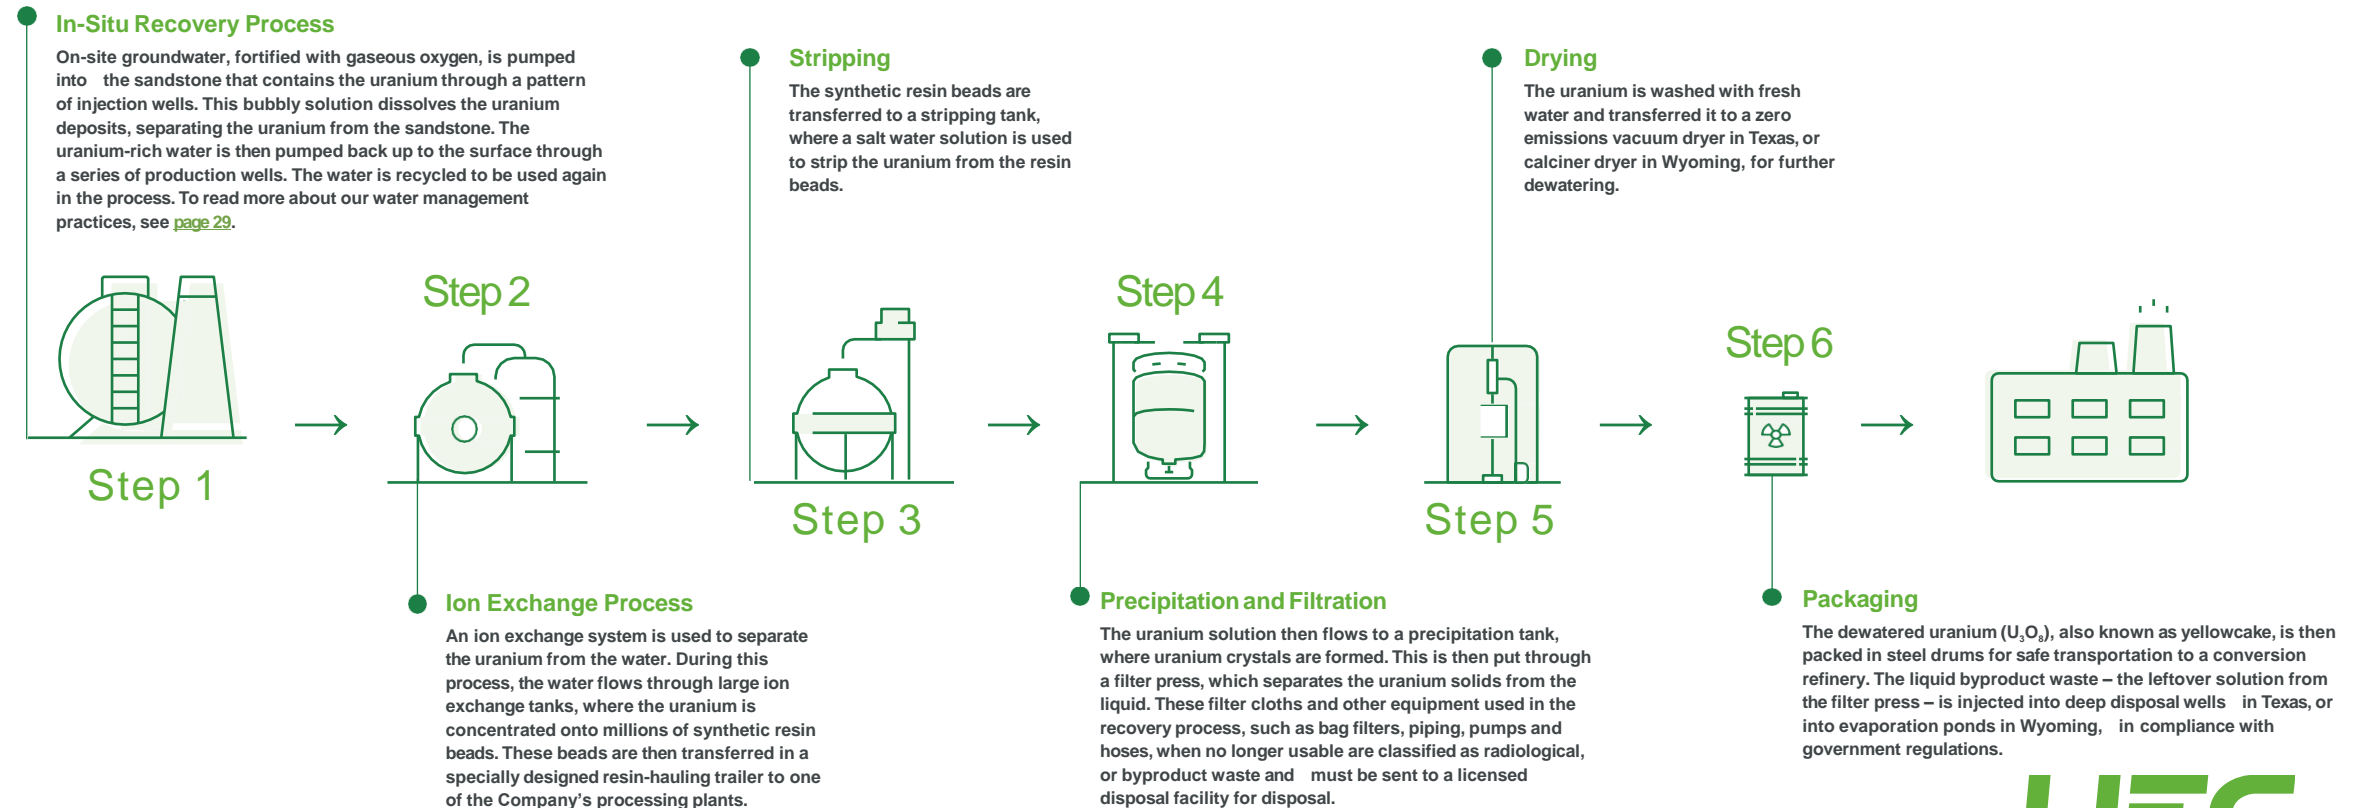 In-Situ Recovery Process
On-site groundwater, fortified with gaseous oxygen, is pumped
into the sandstone that contains the uranium through a pattern
of injection wells. This bubbly solution dissolves the uranium
deposits, separating the uranium from the sandstone. The
uranium-rich water is then pumped back up to the surface through
a series of production wells. The water is recycled to be used again
in the process. To read more about our water management
practices, see page 29.
Step 1
Step 2
Ion Exchange Process
An ion exchange system is used to separate
the uranium from the water. During this
process, the water flows through large ion
exchange tanks, where the uranium is
concentrated onto millions of synthetic resin
beads. These beads are then transferred in a
specially designed resin-hauling trailer to one
of the Company's processing plants.
Stripping
The synthetic resin beads are
transferred to a stripping tank,
where a salt water solution is used
to strip the uranium from the resin
beads.
Step 3
Step 4
Precipitation and Filtration
The uranium solution then flows to a precipitation tank,
where uranium crystals are formed. This is then put through
a filter press, which separates the uranium solids from the
liquid. These filter cloths and other equipment used in the
recovery process, such as bag filters, piping, pumps and
hoses, when no longer usable are classified as radiological,
or byproduct waste and must be sent to a licensed
disposal facility for disposal.
Drying
The uranium is washed with fresh
water and transferred it to a zero
emissions vacuum dryer in Texas, or
calciner dryer in Wyoming, for further
dewatering.
Step 5
Step 6
Packaging
The dewatered uranium (U₃O₈), also known as yellowcake, is then
packed in steel drums for safe transportation to a conversion
refinery. The liquid byproduct waste – the leftover solution from
the filter press – is injected into deep disposal wells in Texas, or
into evaporation ponds in Wyoming, in compliance with
government regulations.